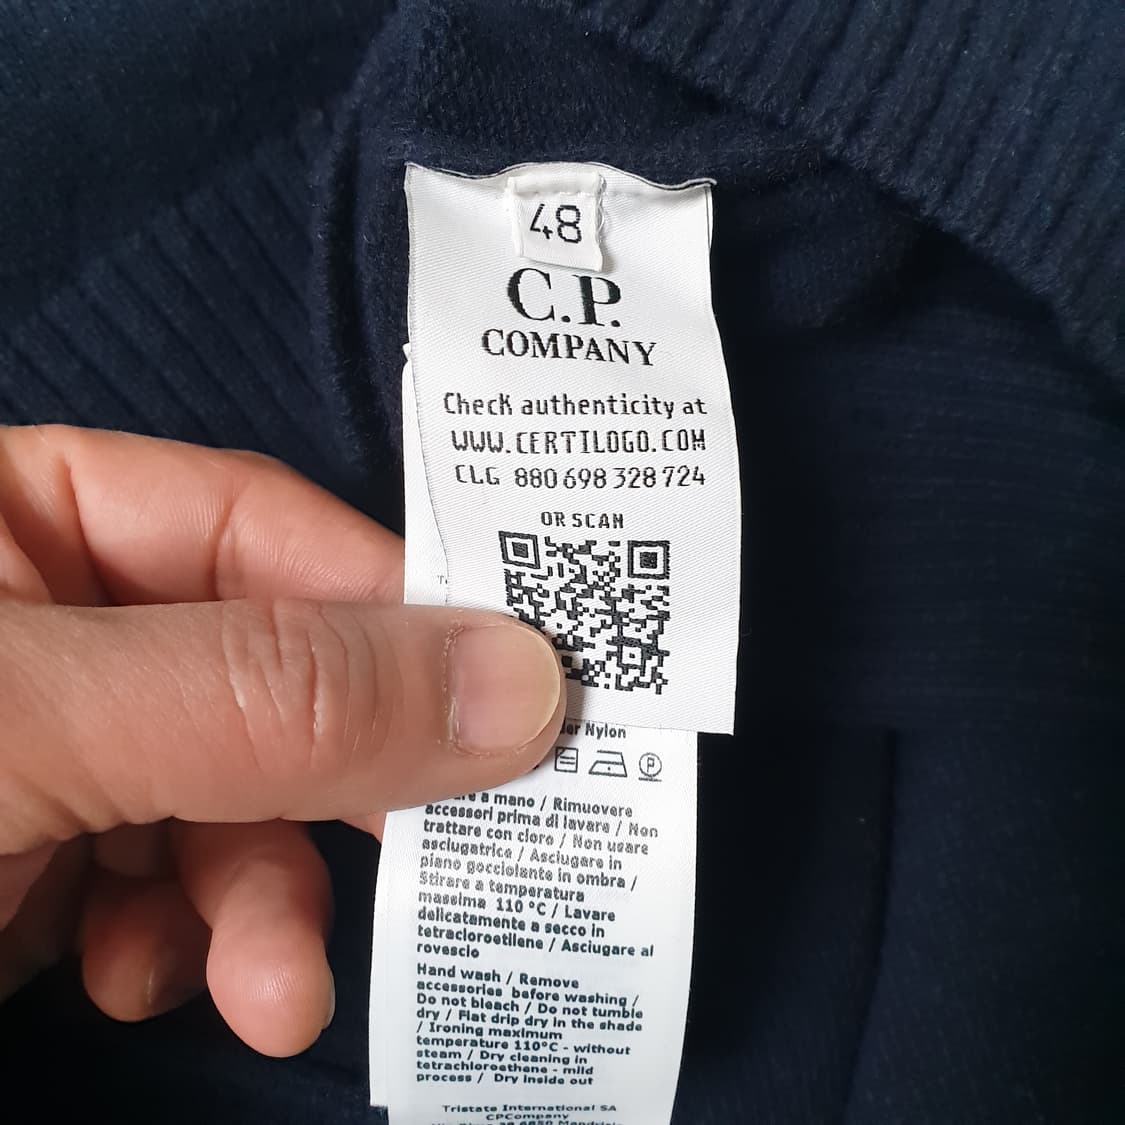 48
C.P.
COMPANY
Check authenticity at
WWW.CERTILOGO.COM
CLG 880 698 328 724
OR SCAN
Nylon
a mano / Rimuovere
accessori prima di lavare / Non
trattare con cloro / Non usare
asciugatrice / Asciugare in
piano gocciolante in ombra /
Stirare a temperatura
massima 110 °C / Lavare
delicatamente a secco in
tetracloroetilene / Asciugare al
rovescio
Hand wash / Remove
accessories before washing /
Do not bleach / Do not tumble
dry / Flat drip dry in the shade
/ Ironing maximum
temperature 110°C - without
steam / Dry cleaning in
tetrachloroethane - mild
process / Dry inside out
Tristate International SA
CPCompany